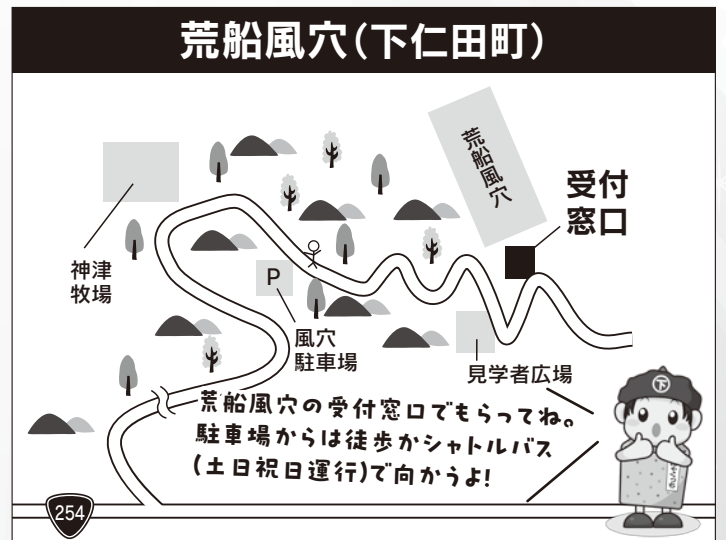 荒船風穴(下仁田町)
荒船風穴
受付
窓口
神津
牧場
P
風穴
駐車場
見学者広場
荒船風穴の受付窓口でもらってね。
駐車場からは徒歩かシャトルバス
(土日祝日運行)で向かうよ!
下
254